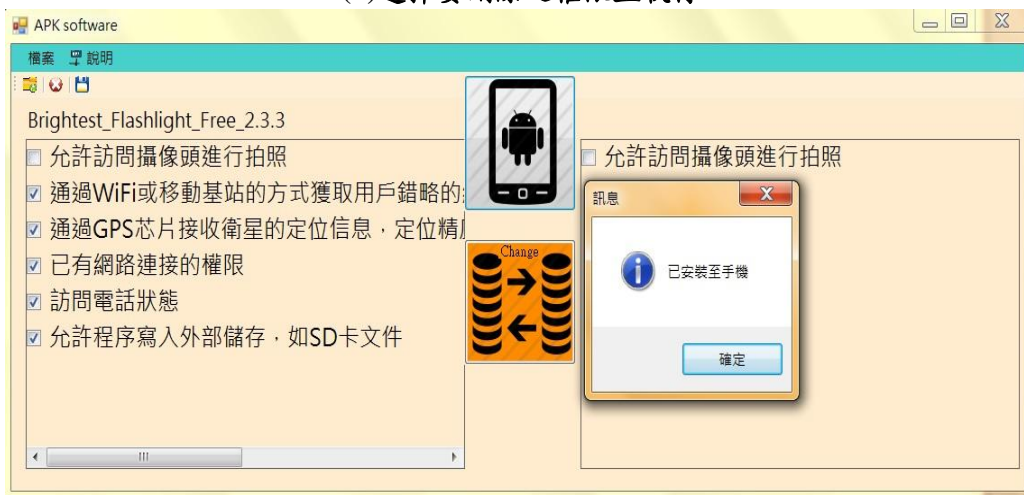 APK software
檔案 說明
Brightest_Flashlight_Free_2.3.3
允許訪問攝像頭進行拍照
通過WiFi或移動基站的方式獲取用戶錯略的
通過GPS芯片接收衛星的定位信息，定位精
已有網路連接的權限
訪問電話狀態
允許程序寫入外部儲存，如SD卡文件
Change
允許訪問攝像頭進行拍照
訊息
已安裝至手機
確定